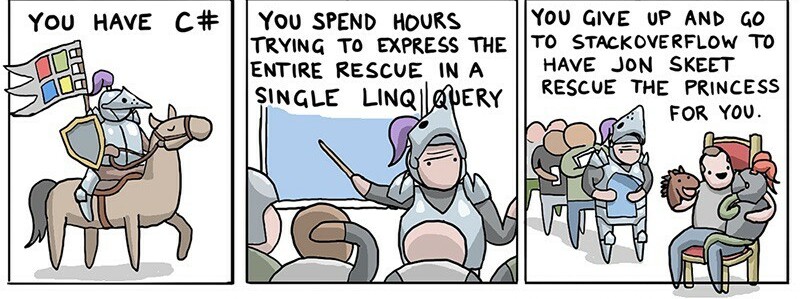 YOU HAVE C#
YOU SPEND HOURS
TRYING TO EXPRESS THE
ENTIRE RESCUE IN A
SINGLE LINQ QUERY
YOU GIVE UP AND GO
TO STACKOVERFLOW TO
HAVE JON SKEET
RESCUE THE PRINCESS
FOR YOU.